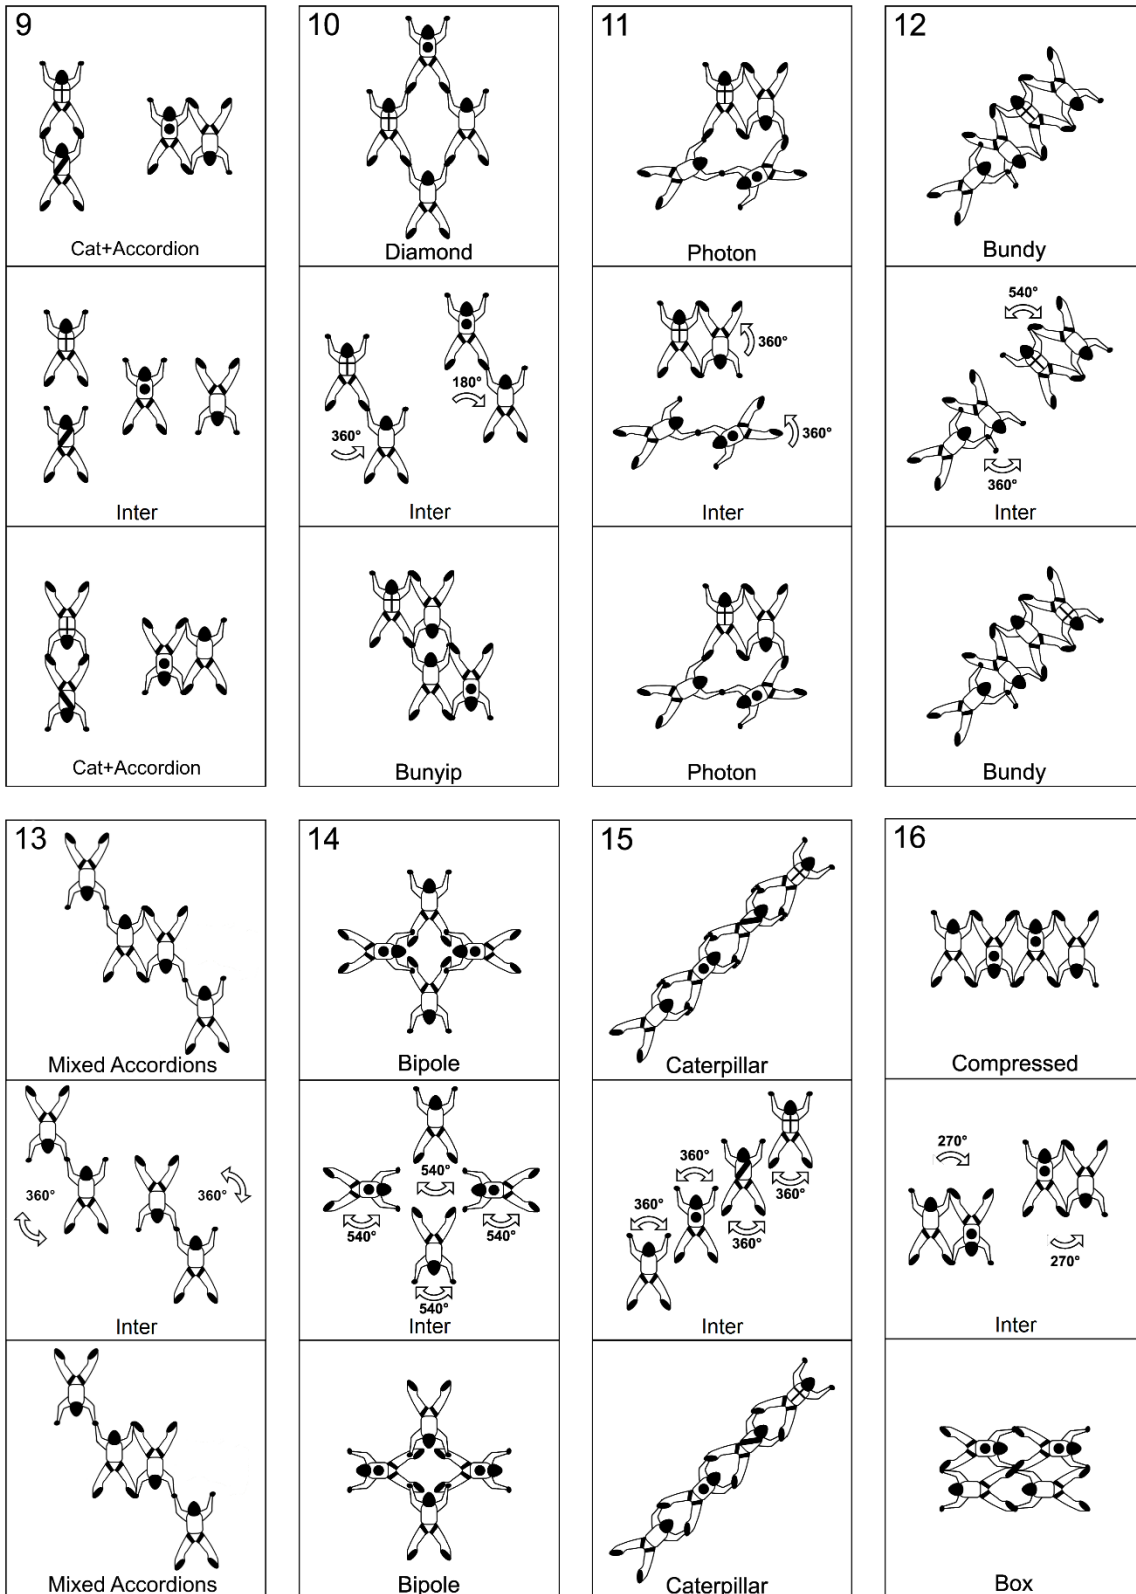 9
10
11
12
Cat+Accordion
Diamond
Photon
Bundy
Inter
180°
360°
Inter
360°
360°
Inter
540°
360°
Inter
Cat+Accordion
Bunyip
Photon
Bundy
13
14
15
16
Mixed Accordions
Bipole
Caterpillar
Compressed
360°
360°
Inter
540°
540°
540°
540°
Inter
360°
360°
360°
360°
Inter
270°
270°
Inter
Mixed Accordions
Bipole
Caterpillar
Box